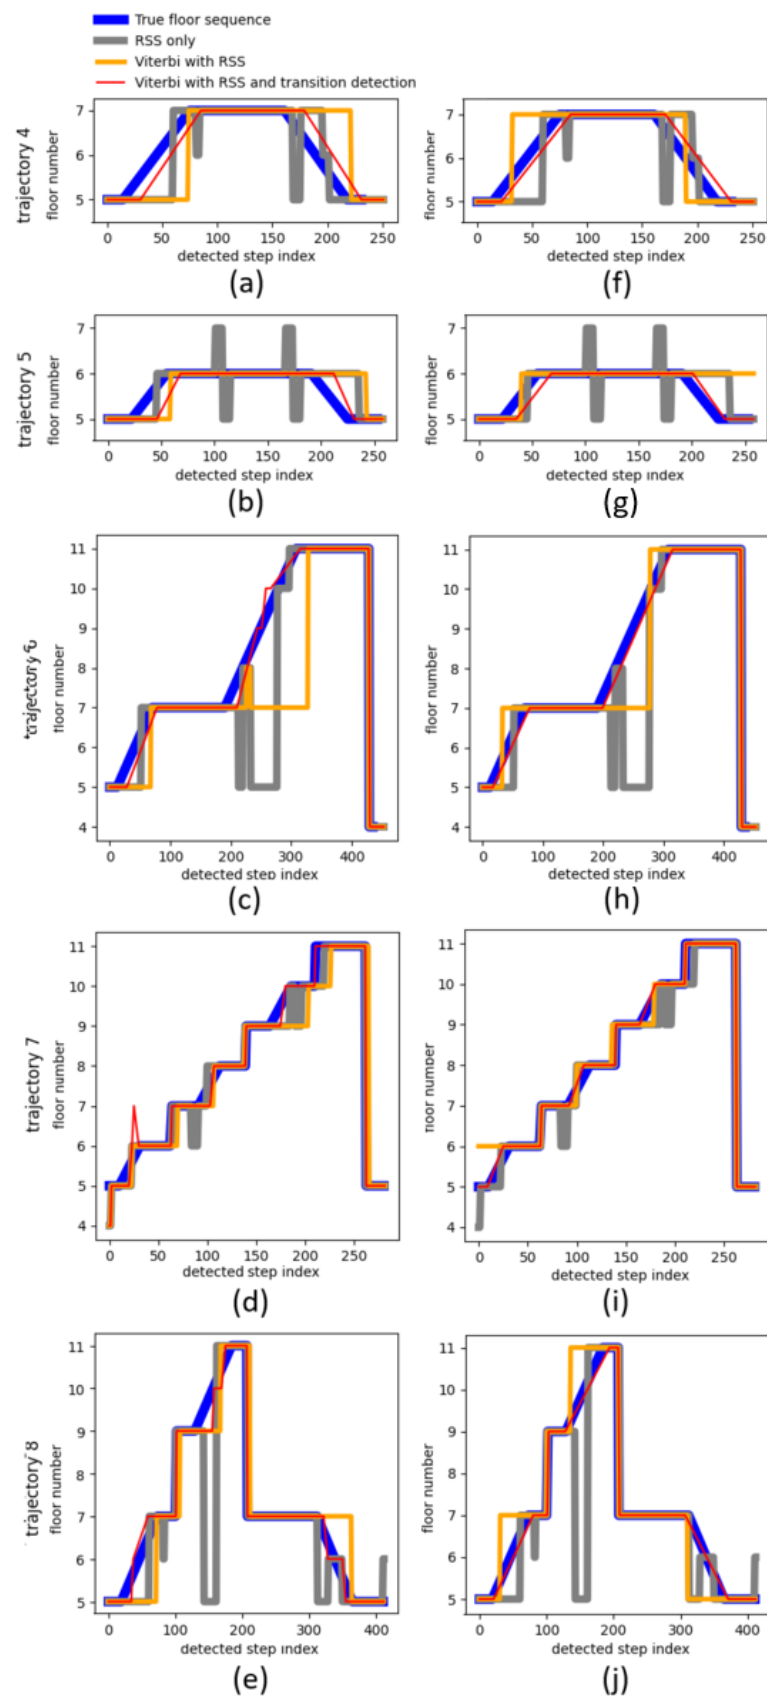 True floor sequence
RSS only
Viterbi with RSS
Viterbi with RSS and transition detection
trajectory 4
floor number
7
6
5
0 50 100 150 200 250
detected step index
(a)
floor number
7
6
5
0 50 100 150 200 250
detected step index
(f)
trajectory 5
floor number
7
6
5
0 50 100 150 200 250
detected step index
(b)
floor number
7
6
5
0 50 100 150 200 250
detected step index
(g)
floor number
11
10
9
8
7
6
5
4
0 100 200 300 400
detected step index
(c)
floor number
11
10
9
8
7
6
5
4
0 100 200 300 400
detected step index
(h)
trajectory 7
floor number
11
10
9
8
7
6
5
4
0 50 100 150 200 250
detected step index
(d)
floor number
11
10
9
8
7
6
5
4
0 50 100 150 200 250
detected step index
(i)
trajectory 8
floor number
11
10
9
8
7
6
5
0 100 200 300 400
detected step index
(e)
floor number
11
10
9
8
7
6
5
0 100 200 300 400
detected step index
(j)